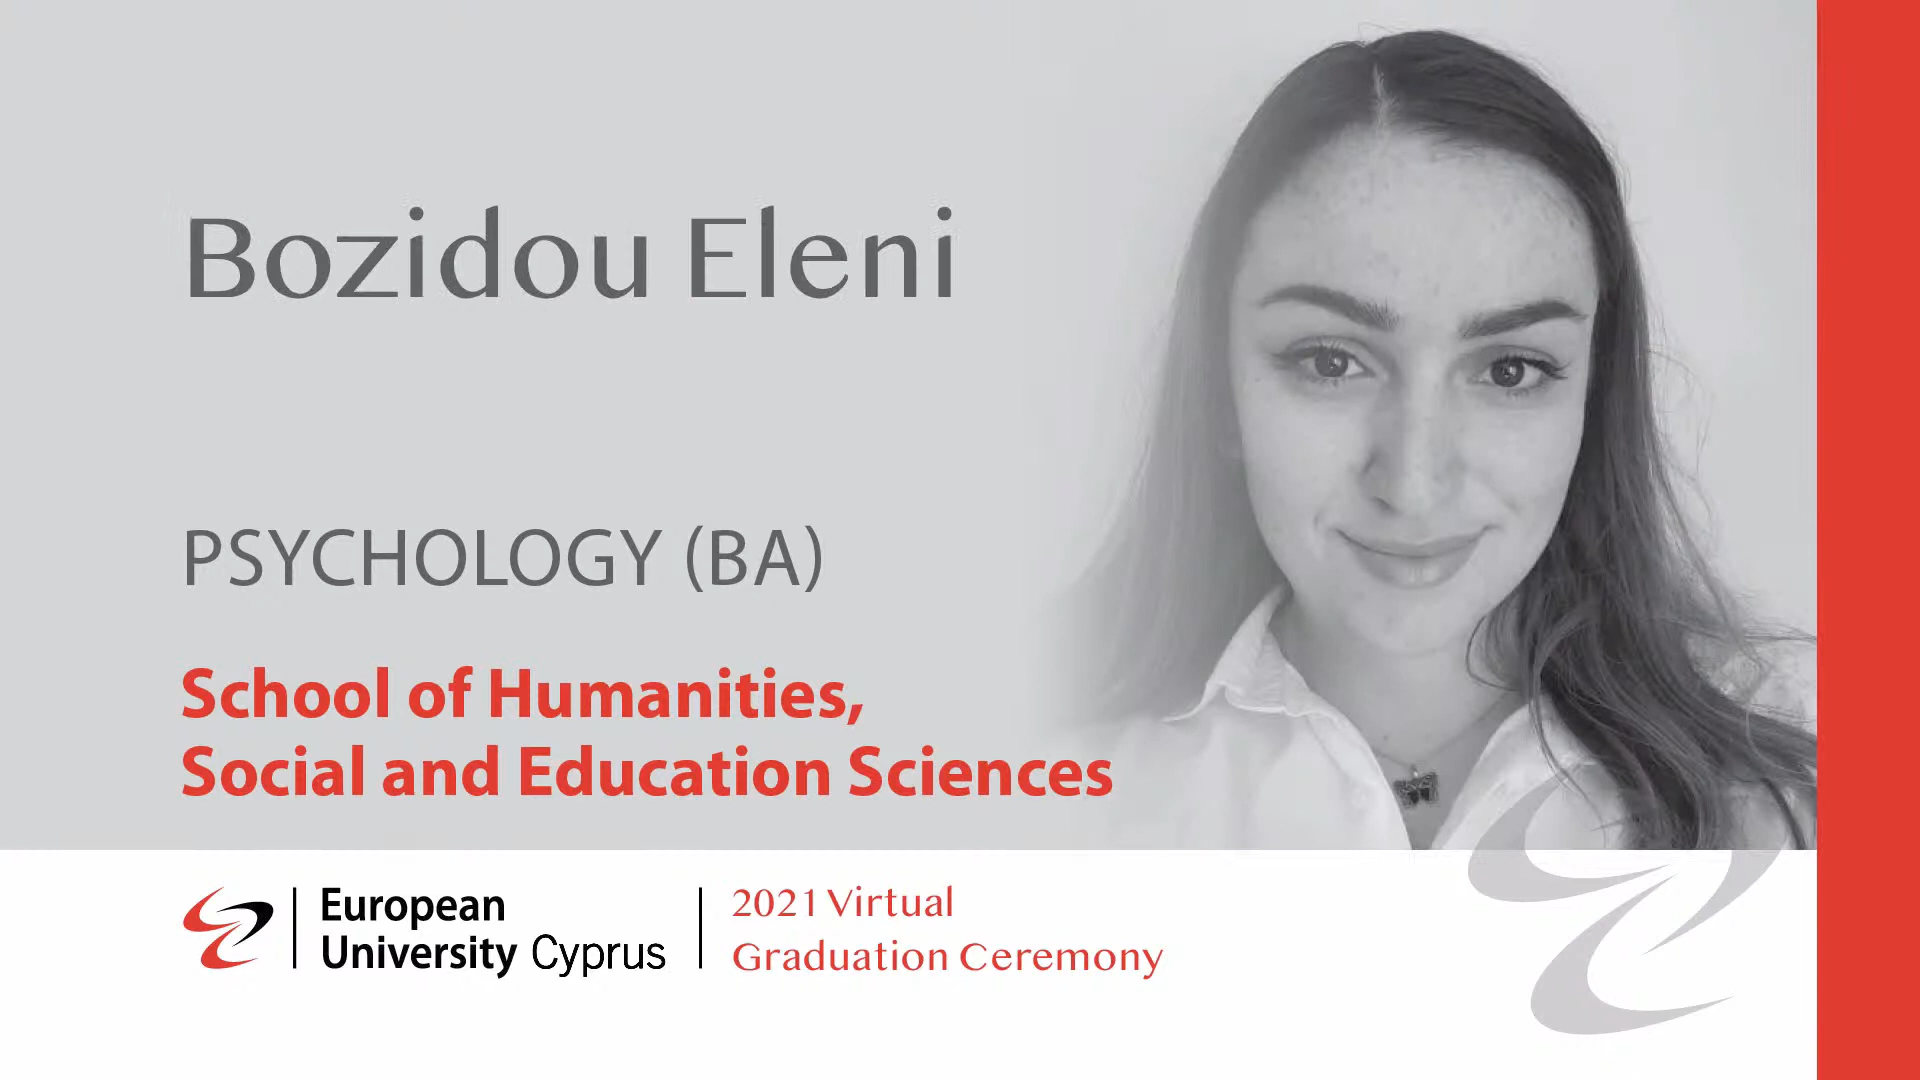 Bozidou Eleni
PSYCHOLOGY (BA)
School of Humanities,
Social and Education Sciences
European
University Cyprus
2021 Virtual
Graduation Ceremony